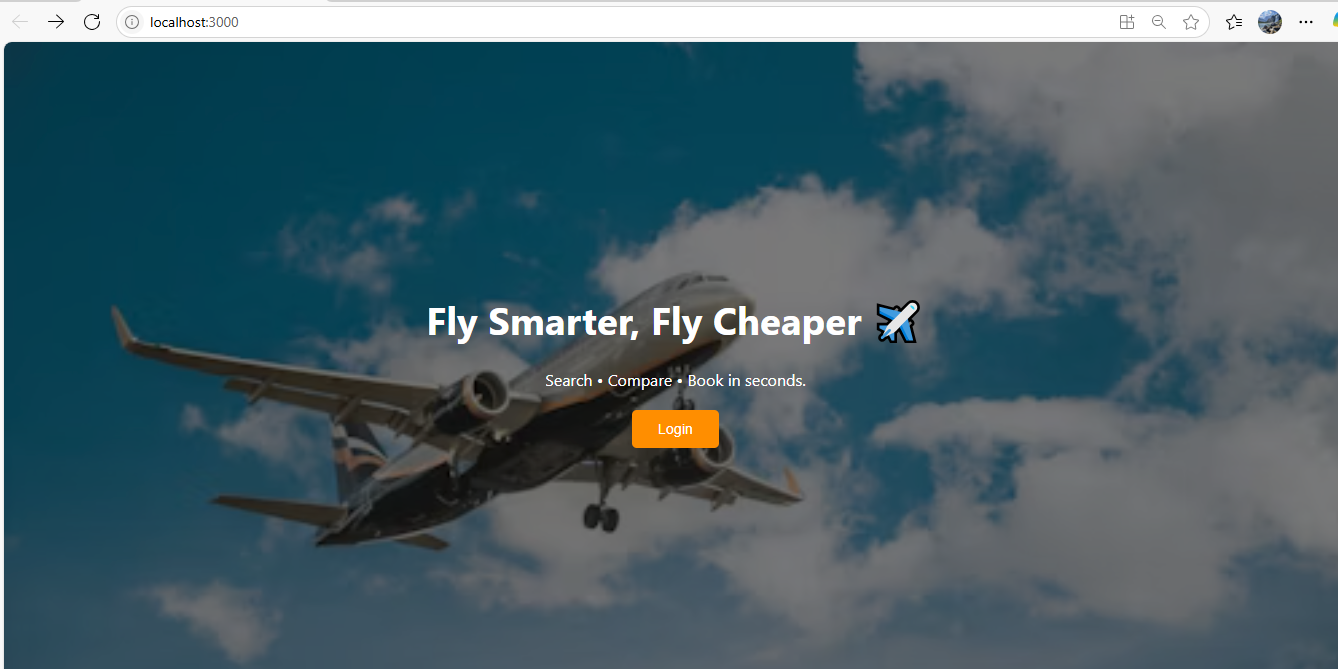 localhost:3000
Fly Smarter, Fly Cheaper ✈️
Search • Compare • Book in seconds.
Login